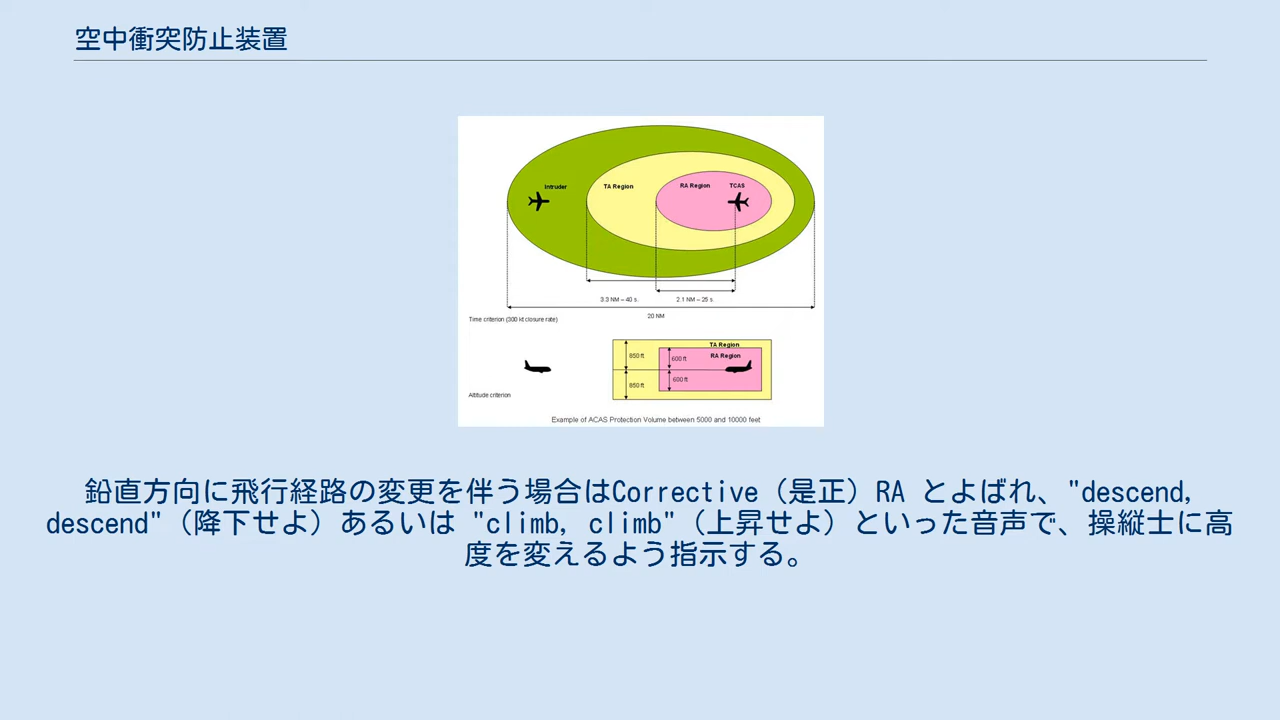 空中衝突防止装置
Intruder
TA Region
RA Region
TCAS
3.3 NM – 40 s.
2.1 NM – 25 s.
20 NM
Time criterion (300 kt closure rate)
TA Region
RA Region
850 ft
600 ft
850 ft
600 ft
Altitude criterion
Example of ACAS Protection Volume between 5000 and 10000 feet
鉛直方向に飛行経路の変更を伴う場合はCorrective（是正）RA とよばれ、"descend,
descend"（降下せよ）あるいは "climb, climb"（上昇せよ）といった音声で、操縦士に高
度を変えるよう指示する。